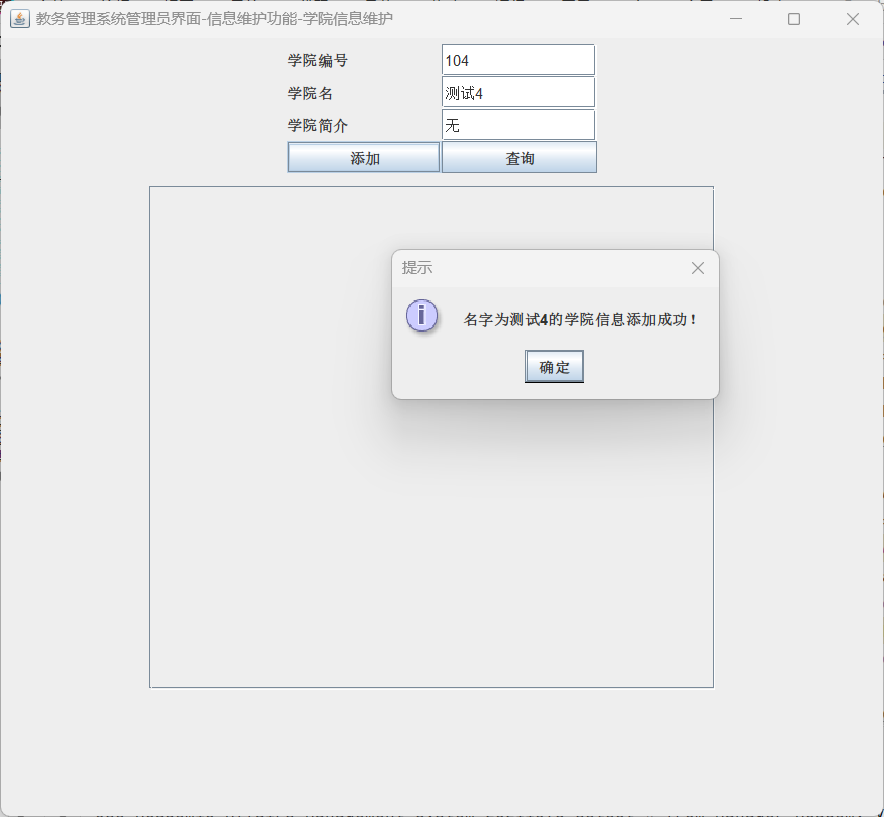 教务管理系统管理员界面-信息维护功能-学院信息维护
学院编号 104
学院名 测试4
学院简介 无
添加 查询
提示
名字为测试4的学院信息添加成功！
确定